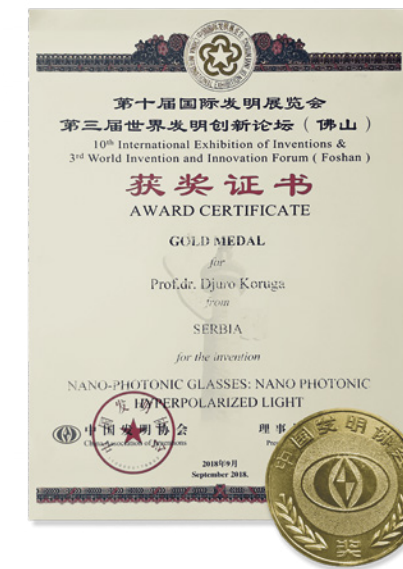 第十届国际发明展览会
第三届世界发明创新论坛（佛山）
10th International Exhibition of Inventions &
3rd World Invention and Innovation Forum ( Foshan )
获奖证书
AWARD CERTIFICATE
GOLD MEDAL
for
Prof.dr. Djuro Koruga
from
SERBIA
for the invention
NANO-PHOTONIC GLASSES: NANO PHOTONIC
HYPERPOLARIZED LIGHT
中国发明协会
China Association of Inventions
理事
2018年9月
September 2018.
中国发明协
奖